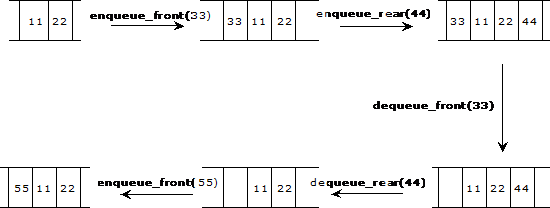 11 22
enqueue_front(33)
33 11 22
enqueue_rear(44)
33 11 22 44
dequeue_front(33)
55 11 22
enqueue_front(55)
11 22
dequeue_rear(44)
11 22 44